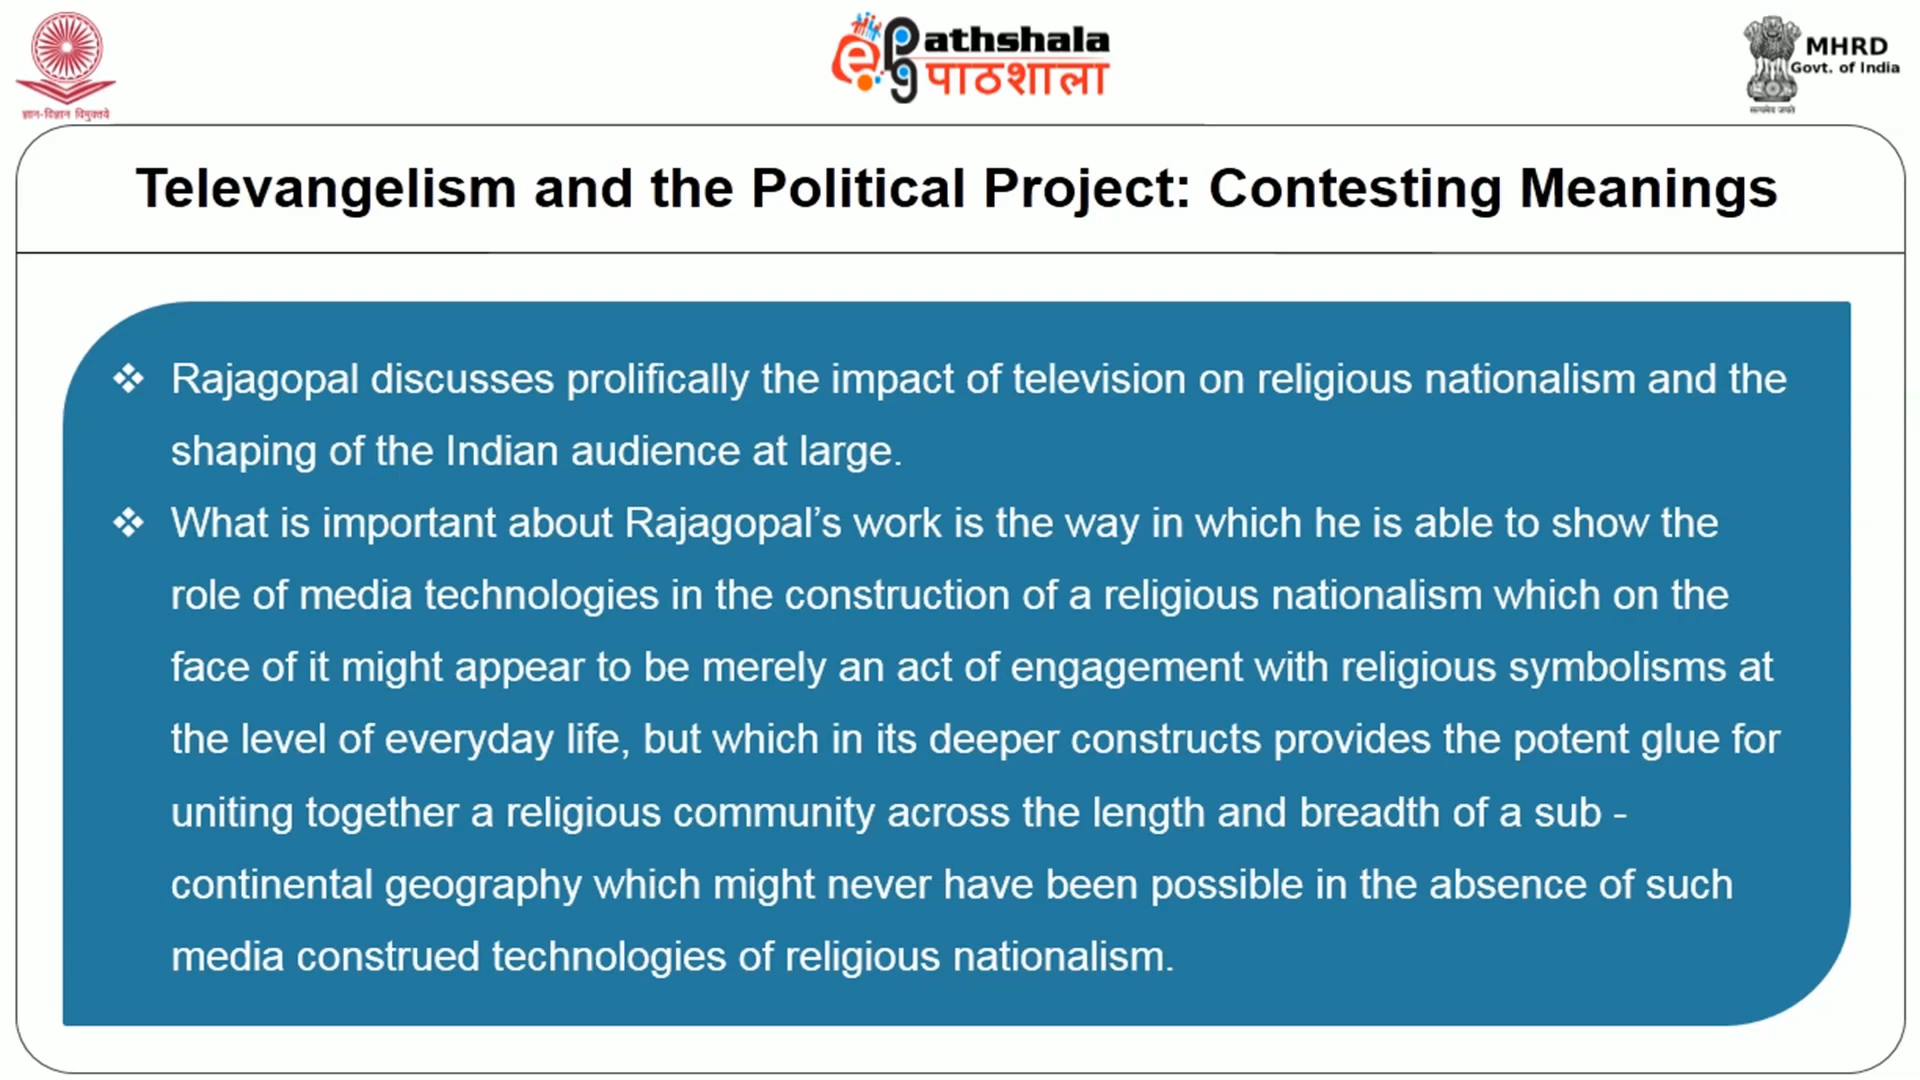 ज्ञान-विज्ञान विमुक्तये
ePg Pathshala
पाठशाला
MHRD
Govt. of India
सत्यमेव जयते
Televangelism and the Political Project: Contesting Meanings
❖ Rajagopal discusses prolifically the impact of television on religious nationalism and the
shaping of the Indian audience at large.
❖ What is important about Rajagopal’s work is the way in which he is able to show the
role of media technologies in the construction of a religious nationalism which on the
face of it might appear to be merely an act of engagement with religious symbolisms at
the level of everyday life, but which in its deeper constructs provides the potent glue for
uniting together a religious community across the length and breadth of a sub -
continental geography which might never have been possible in the absence of such
media construed technologies of religious nationalism.